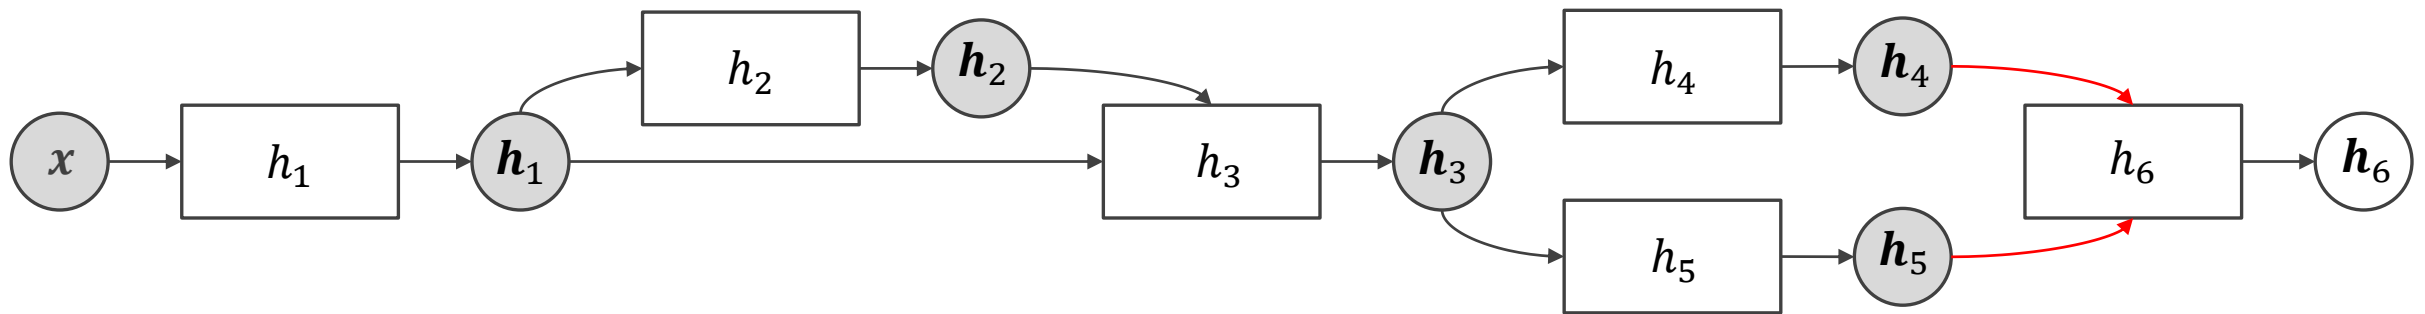 x
h₁
𝒉₁
h₂
𝒉₂
h₃
𝒉₃
h₄
𝒉₄
h₅
𝒉₅
h₆
𝒉₆